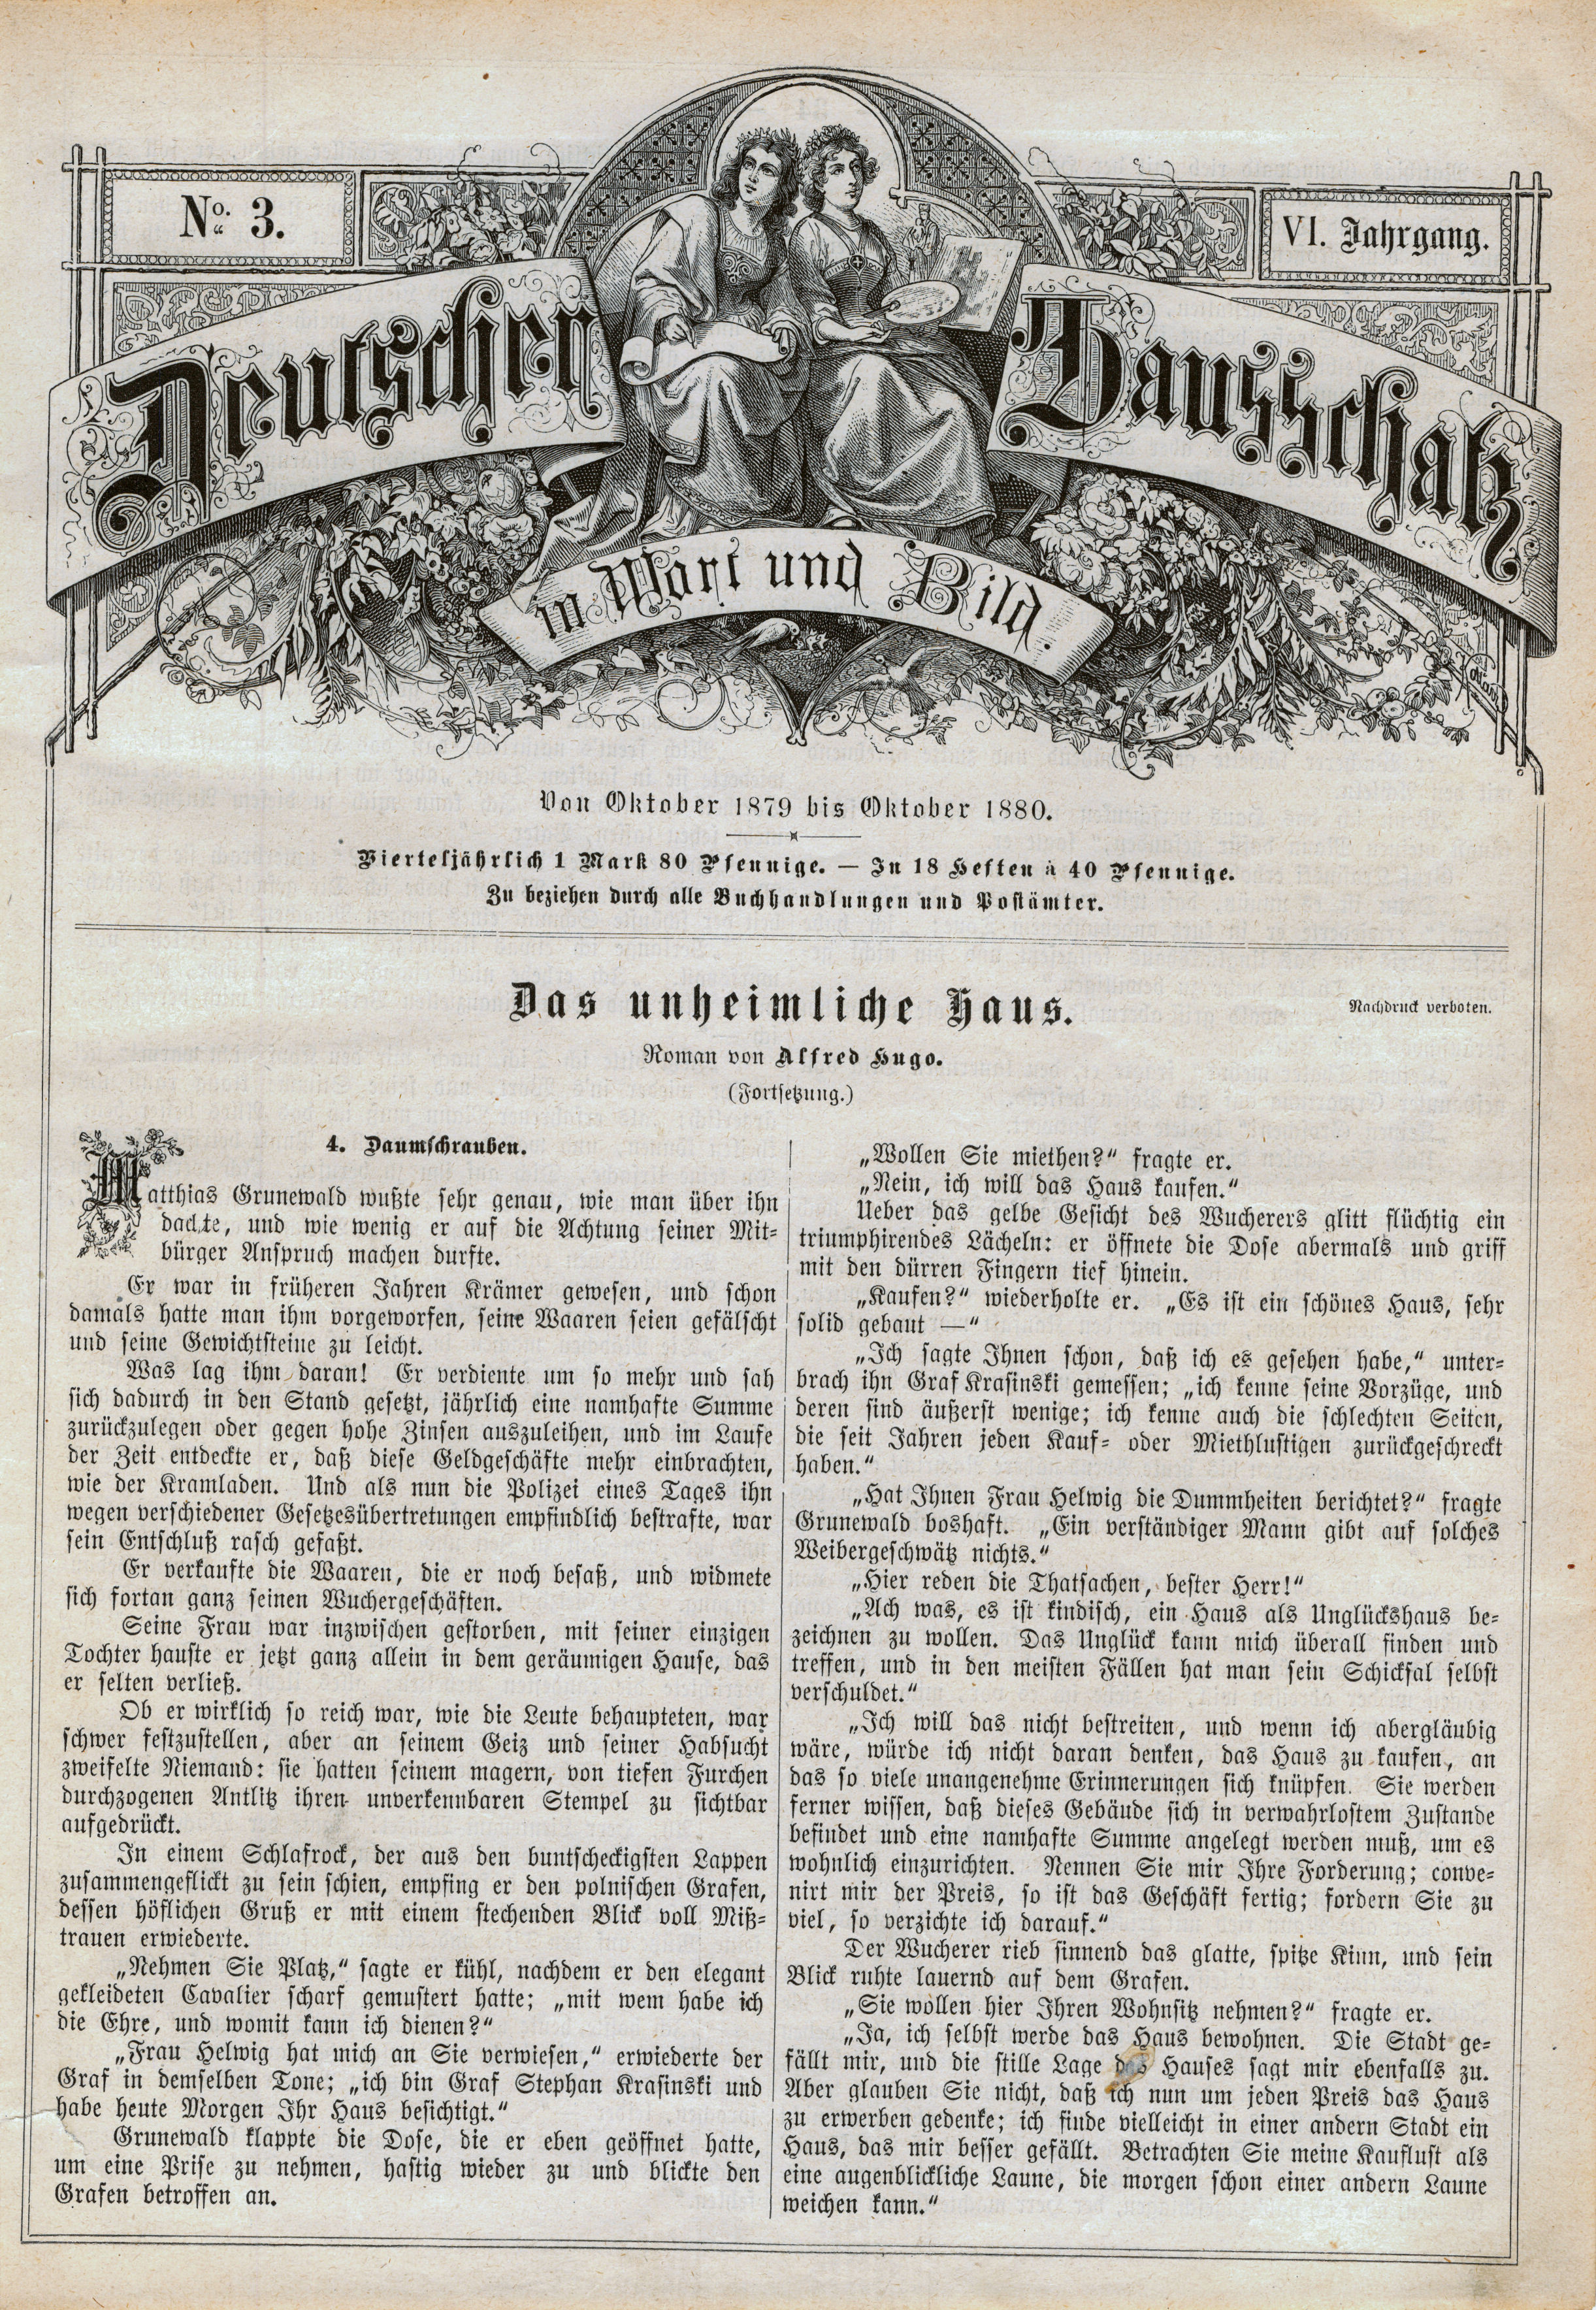 No. 3.
VI. Jahrgang.
Deutscher Hausschatz
in Wort und Bild.
Von Oktober 1879 bis Oktober 1880.
Vierteljährlich 1 Mark 80 Pfennige. — In 18 Heften à 40 Pfennige.
Zu beziehen durch alle Buchhandlungen und Postämter.
Das unheimliche Haus.
Nachdruck verboten.
Roman von Alfred Hugo.
(Fortsetzung.)
4. Daumschrauben.
Matthias Grunewald wußte sehr genau, wie man über ihn
dachte, und wie wenig er auf die Achtung seiner Mit-
bürger Anspruch machen durfte.
Er war in früheren Jahren Krämer gewesen, und schon
damals hatte man ihm vorgeworfen, seine Waaren seien gefälscht
und seine Gewichtsteine zu leicht.
Was lag ihm daran! Er verdiente um so mehr und sah
sich dadurch in den Stand gesetzt, jährlich eine namhafte Summe
zurückzulegen oder gegen hohe Zinsen auszuleihen, und im Laufe
der Zeit entdeckte er, daß diese Geldgeschäfte mehr einbrachten,
wie der Kramladen. Und als nun die Polizei eines Tages ihn
wegen verschiedener Gesetzesübertretungen empfindlich bestrafte, war
sein Entschluß rasch gefaßt.
Er verkaufte die Waaren, die er noch besaß, und widmete
sich fortan ganz seinen Wuchergeschäften.
Seine Frau war inzwischen gestorben, mit seiner einzigen
Tochter hauste er jetzt ganz allein in dem geräumigen Hause, das
er selten verließ.
Ob er wirklich so reich war, wie die Leute behaupteten, war
schwer festzustellen, aber an seinem Geiz und seiner Habsucht
zweifelte Niemand: sie hatten seinem magern, von tiefen Furchen
durchzogenen Antlitz ihren unverkennbaren Stempel zu sichtbar
aufgedrückt.
In einem Schlafrock, der aus den buntscheckigsten Lappen
zusammengeflickt zu sein schien, empfing er den polnischen Grafen,
dessen höflichen Gruß er mit einem stechenden Blick voll Miß-
trauen erwiederte.
„Nehmen Sie Platz,“ sagte er kühl, nachdem er den elegant
gekleideten Cavalier scharf gemustert hatte; „mit wem habe ich
die Ehre, und womit kann ich dienen?“
„Frau Helwig hat mich an Sie verwiesen,“ erwiederte der
Graf in demselben Tone; „ich bin Graf Stephan Krasinski und
habe heute Morgen Ihr Haus besichtigt.“
Grunewald klappte die Dose, die er eben geöffnet hatte,
um eine Prise zu nehmen, hastig wieder zu und blickte den
Grafen betroffen an.
„Wollen Sie miethen?“ fragte er.
„Nein, ich will das Haus kaufen.“
Ueber das gelbe Gesicht des Wucherers glitt flüchtig ein
triumphirendes Lächeln: er öffnete die Dose abermals und griff
mit den dürren Fingern tief hinein.
„Kaufen?“ wiederholte er. „Es ist ein schönes Haus, sehr
solid gebaut —“
„Ich sagte Ihnen schon, daß ich es gesehen habe,“ unter-
brach ihn Graf Krasinski gemessen; „ich kenne seine Vorzüge, und
deren sind äußerst wenige; ich kenne auch die schlechten Seiten,
die seit Jahren jeden Kauf- oder Miethlustigen zurückgeschreckt
haben.“
„Hat Ihnen Frau Helwig die Dummheiten berichtet?“ fragte
Grunewald boshaft. „Ein verständiger Mann gibt auf solches
Weibergeschwätz nichts.“
„Hier reden die Thatsachen, bester Herr!“
„Ach was, es ist kindisch, ein Haus als Unglückshaus be-
zeichnen zu wollen. Das Unglück kann mich überall finden und
treffen, und in den meisten Fällen hat man sein Schicksal selbst
verschuldet.“
„Ich will das nicht bestreiten, und wenn ich abergläubig
wäre, würde ich nicht daran denken, das Haus zu kaufen, an
das so viele unangenehme Erinnerungen sich knüpfen. Sie werden
ferner wissen, daß dieses Gebäude sich in verwahrlostem Zustande
befindet und eine namhafte Summe angelegt werden muß, um es
wohnlich einzurichten. Nennen Sie mir Ihre Forderung; conve-
nirt mir der Preis, so ist das Geschäft fertig; fordern Sie zu
viel, so verzichte ich darauf.“
Der Wucherer rieb sinnend das glatte, spitze Kinn, und sein
Blick ruhte lauernd auf dem Grafen.
„Sie wollen hier Ihren Wohnsitz nehmen?“ fragte er.
„Ja, ich selbst werde das Haus bewohnen. Die Stadt ge-
fällt mir, und die stille Lage des Hauses sagt mir ebenfalls zu.
Aber glauben Sie nicht, daß ich nun um jeden Preis das Haus
zu erwerben gedenke; ich finde vielleicht in einer andern Stadt ein
Haus, das mir besser gefällt. Betrachten Sie meine Kauflust als
eine augenblickliche Laune, die morgen schon einer andern Laune
weichen kann.“